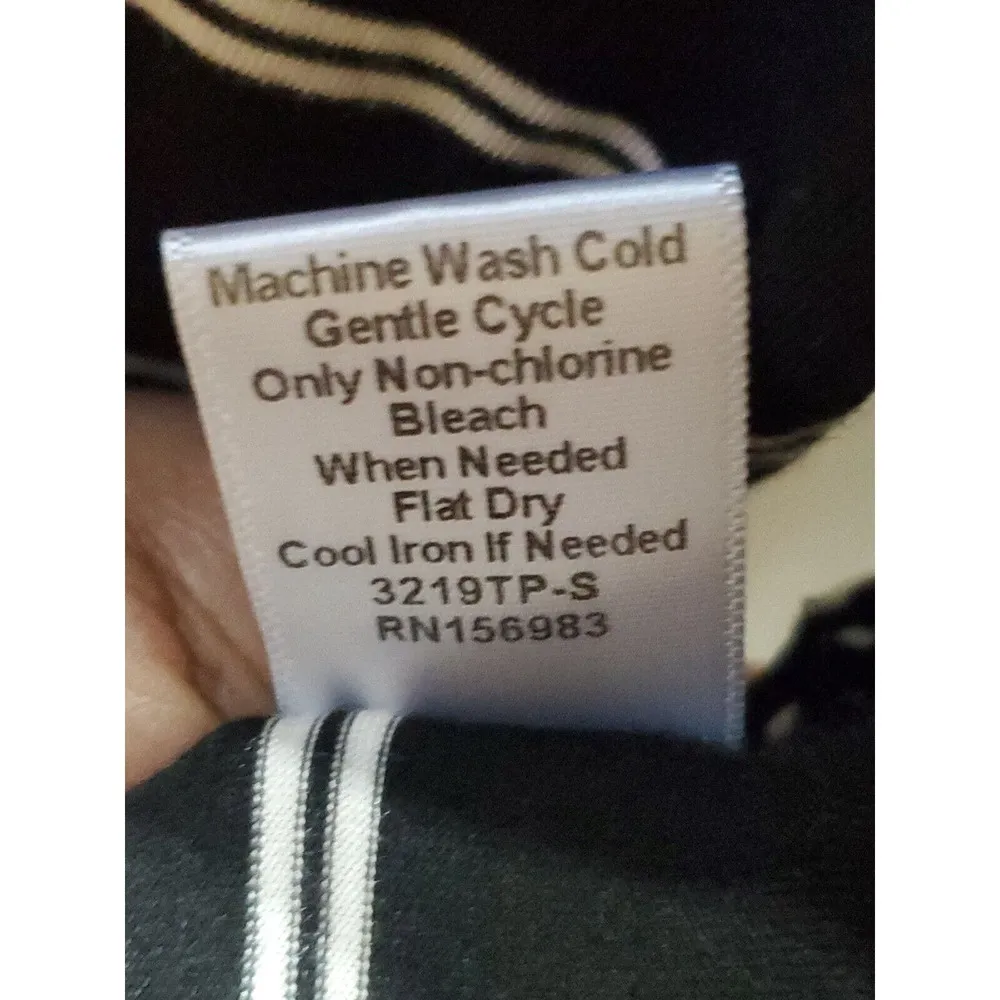 Machine Wash Cold
Gentle Cycle
Only Non-chlorine
Bleach
When Needed
Flat Dry
Cool Iron If Needed
3219TP-S
RN156983